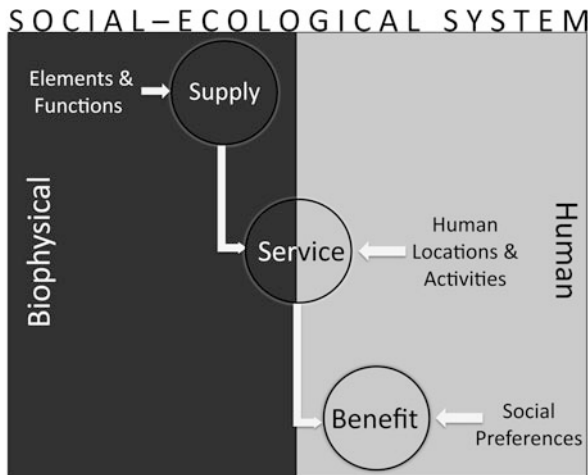 SOCIAL–ECOLOGICAL SYSTEM
Elements &
Functions
Supply
Biophysical
Service
Human
Locations &
Activities
Human
Benefit
Social
Preferences